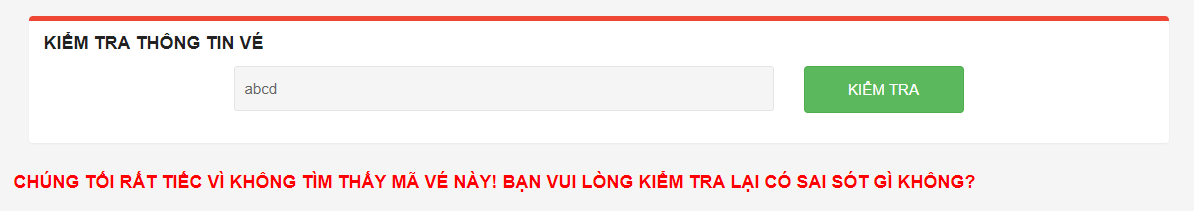 KIỂM TRA THÔNG TIN VÉ
abcd
KIỂM TRA
CHÚNG TỐI RẤT TIẾC VÌ KHÔNG TÌM THẤY MÃ VÉ NÀY! BẠN VUI LÒNG KIỂM TRA LẠI CÓ SAI SÓT GÌ KHÔNG?